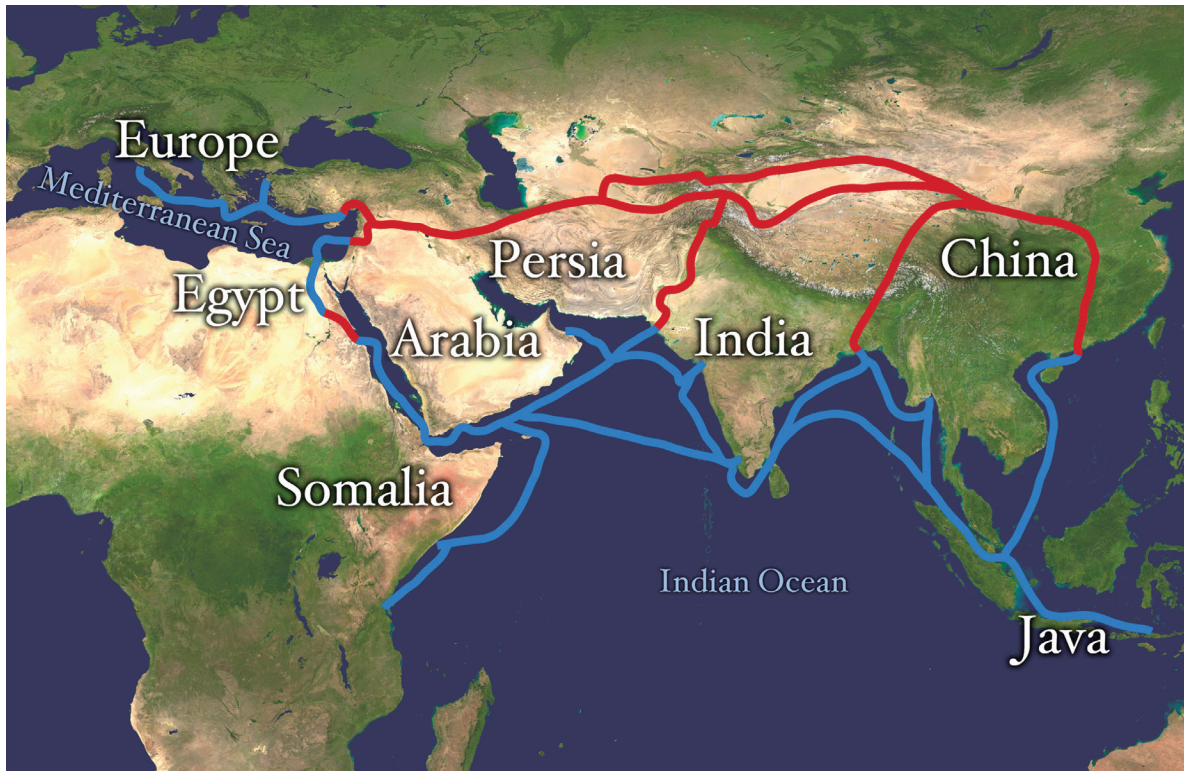 Europe
Mediterranean Sea
Egypt
Persia
China
Arabia
India
Somalia
Indian Ocean
Java